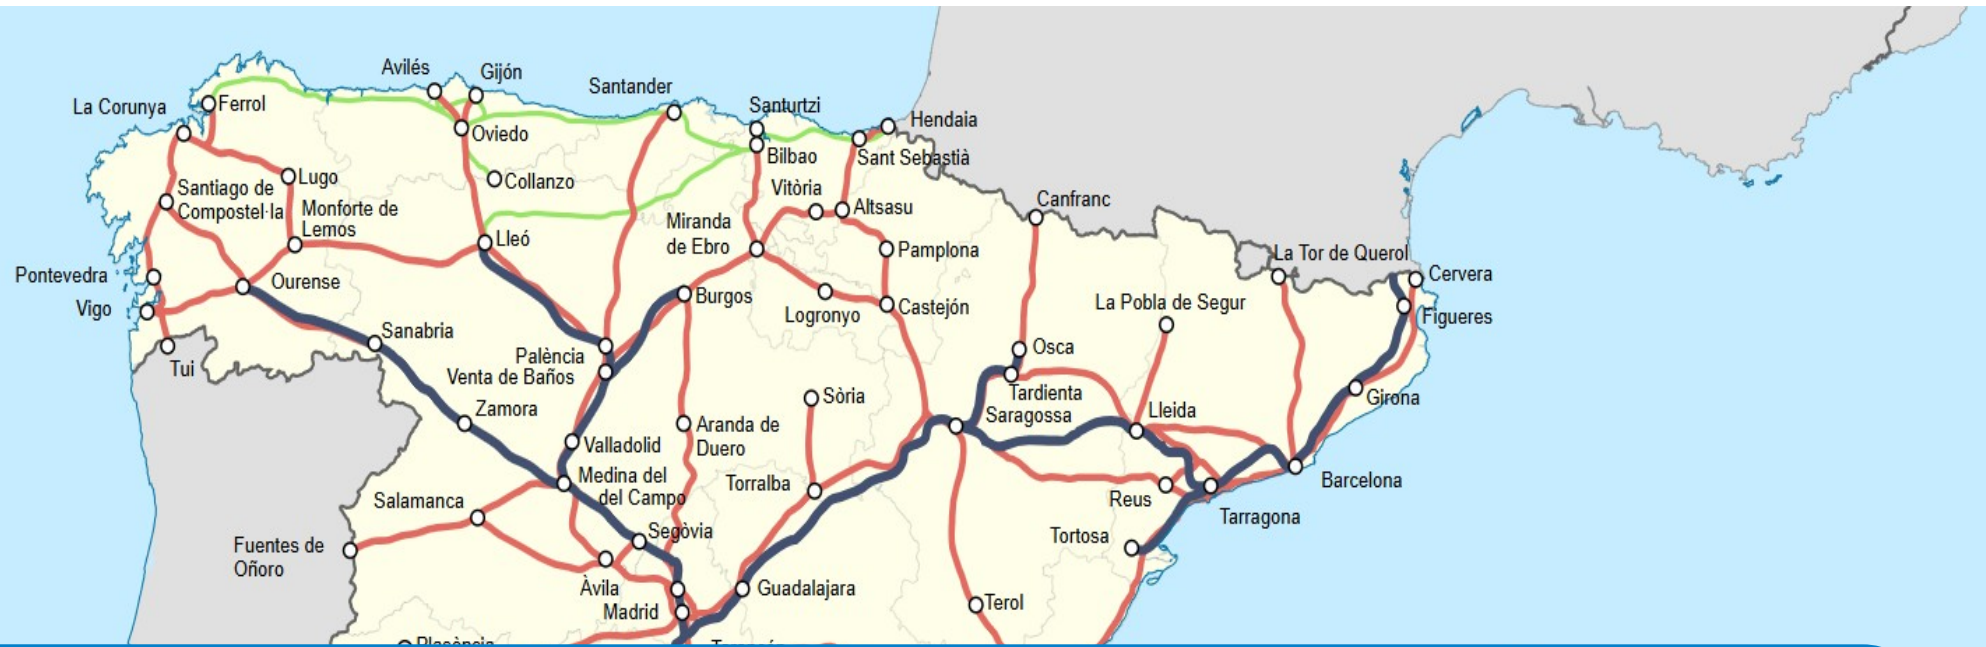 Avilés
Gijón
Santander
La Corunya
Ferrol
Santurtzi
Hendaia
Oviedo
Bilbao
Sant Sebastià
Lugo
Collanzo
Vitòria
Santiago de
Compostel·la
Monforte de
Lemos
Altsasu
Canfranc
Miranda
de Ebro
Lleó
Pamplona
La Tor de Querol
Pontevedra
Cervera
Ourense
Burgos
La Pobla de Segur
Vigo
Logronyo
Castejón
Figueres
Sanabria
Palència
Osca
Tui
Venta de Baños
Tardienta
Girona
Sòria
Zamora
Saragossa
Lleida
Aranda de
Duero
Valladolid
Medina del
del Campo
Torralba
Barcelona
Salamanca
Reus
Tarragona
Segòvia
Tortosa
Fuentes de
Oñoro
Àvila
Guadalajara
Madrid
Terol